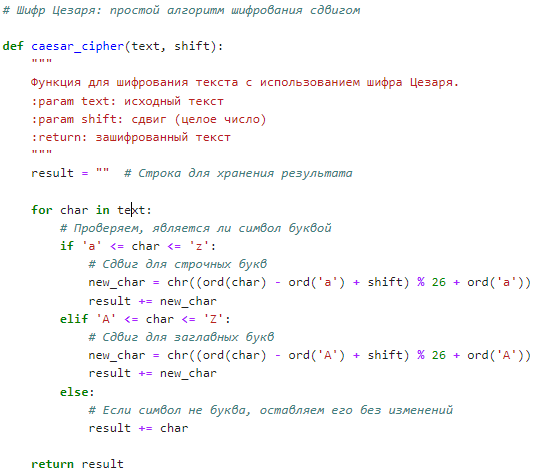 # Шифр Цезаря: простой алгоритм шифрования сдвигом

def caesar_cipher(text, shift):
    """
    Функция для шифрования текста с использованием шифра Цезаря.
    :param text: исходный текст
    :param shift: сдвиг (целое число)
    :return: зашифрованный текст
    """
    result = ""  # Строка для хранения результата

    for char in text:
        # Проверяем, является ли символ буквой
        if 'a' <= char <= 'z':
            # Сдвиг для строчных букв
            new_char = chr((ord(char) - ord('a') + shift) % 26 + ord('a'))
            result += new_char
        elif 'A' <= char <= 'Z':
            # Сдвиг для заглавных букв
            new_char = chr((ord(char) - ord('A') + shift) % 26 + ord('A'))
            result += new_char
        else:
            # Если символ не буква, оставляем его без изменений
            result += char

    return result